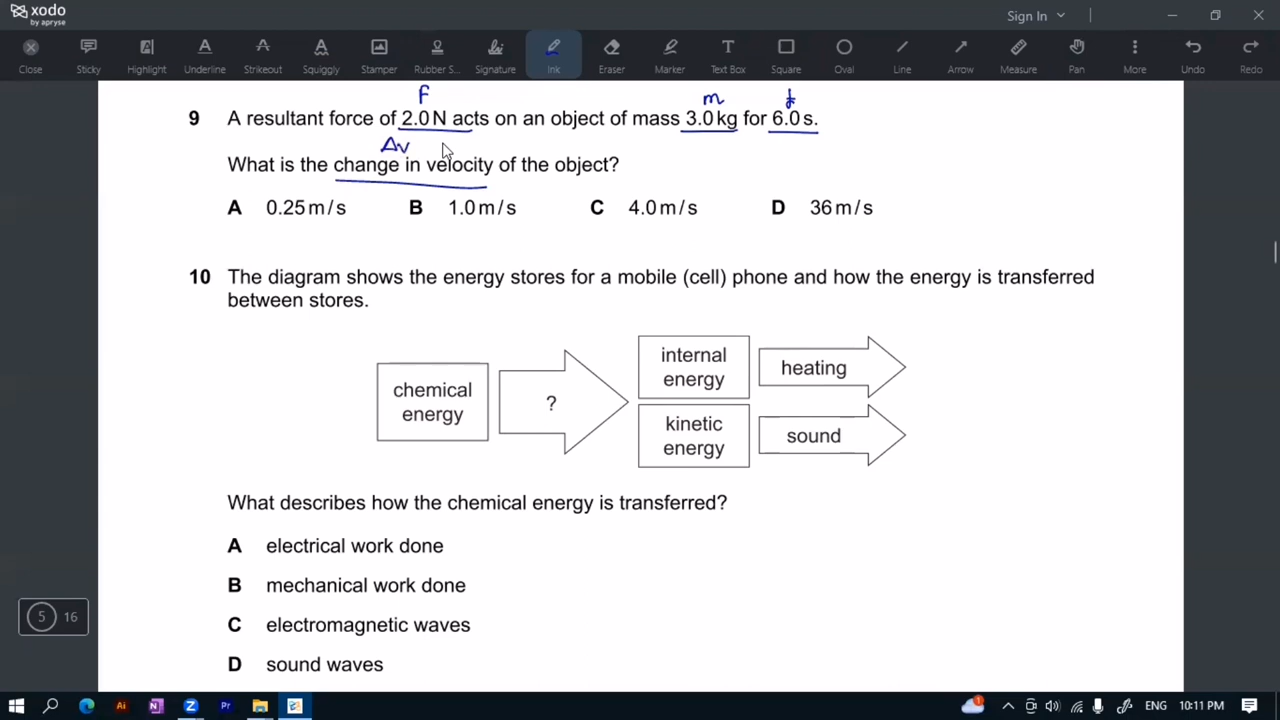 xodo
by apryse
Sign In
Close
Sticky
Highlight
Underline
Strikeout
Squiggly
Stamper
Rubber S...
Signature
Ink
Eraser
Marker
Text Box
Square
Oval
Line
Arrow
Measure
Pan
More
Undo
Redo
F
m
t
9 A resultant force of 2.0 N acts on an object of mass 3.0 kg for 6.0 s.
Δv
What is the change in velocity of the object?
A 0.25 m / s B 1.0 m / s C 4.0 m / s D 36 m / s
10 The diagram shows the energy stores for a mobile (cell) phone and how the energy is transferred
between stores.
chemical
energy
?
internal
energy
heating
kinetic
energy
sound
What describes how the chemical energy is transferred?
A electrical work done
B mechanical work done
C electromagnetic waves
D sound waves
5 16
Ai
N
Z
Pr
1
ENG 10:11 PM